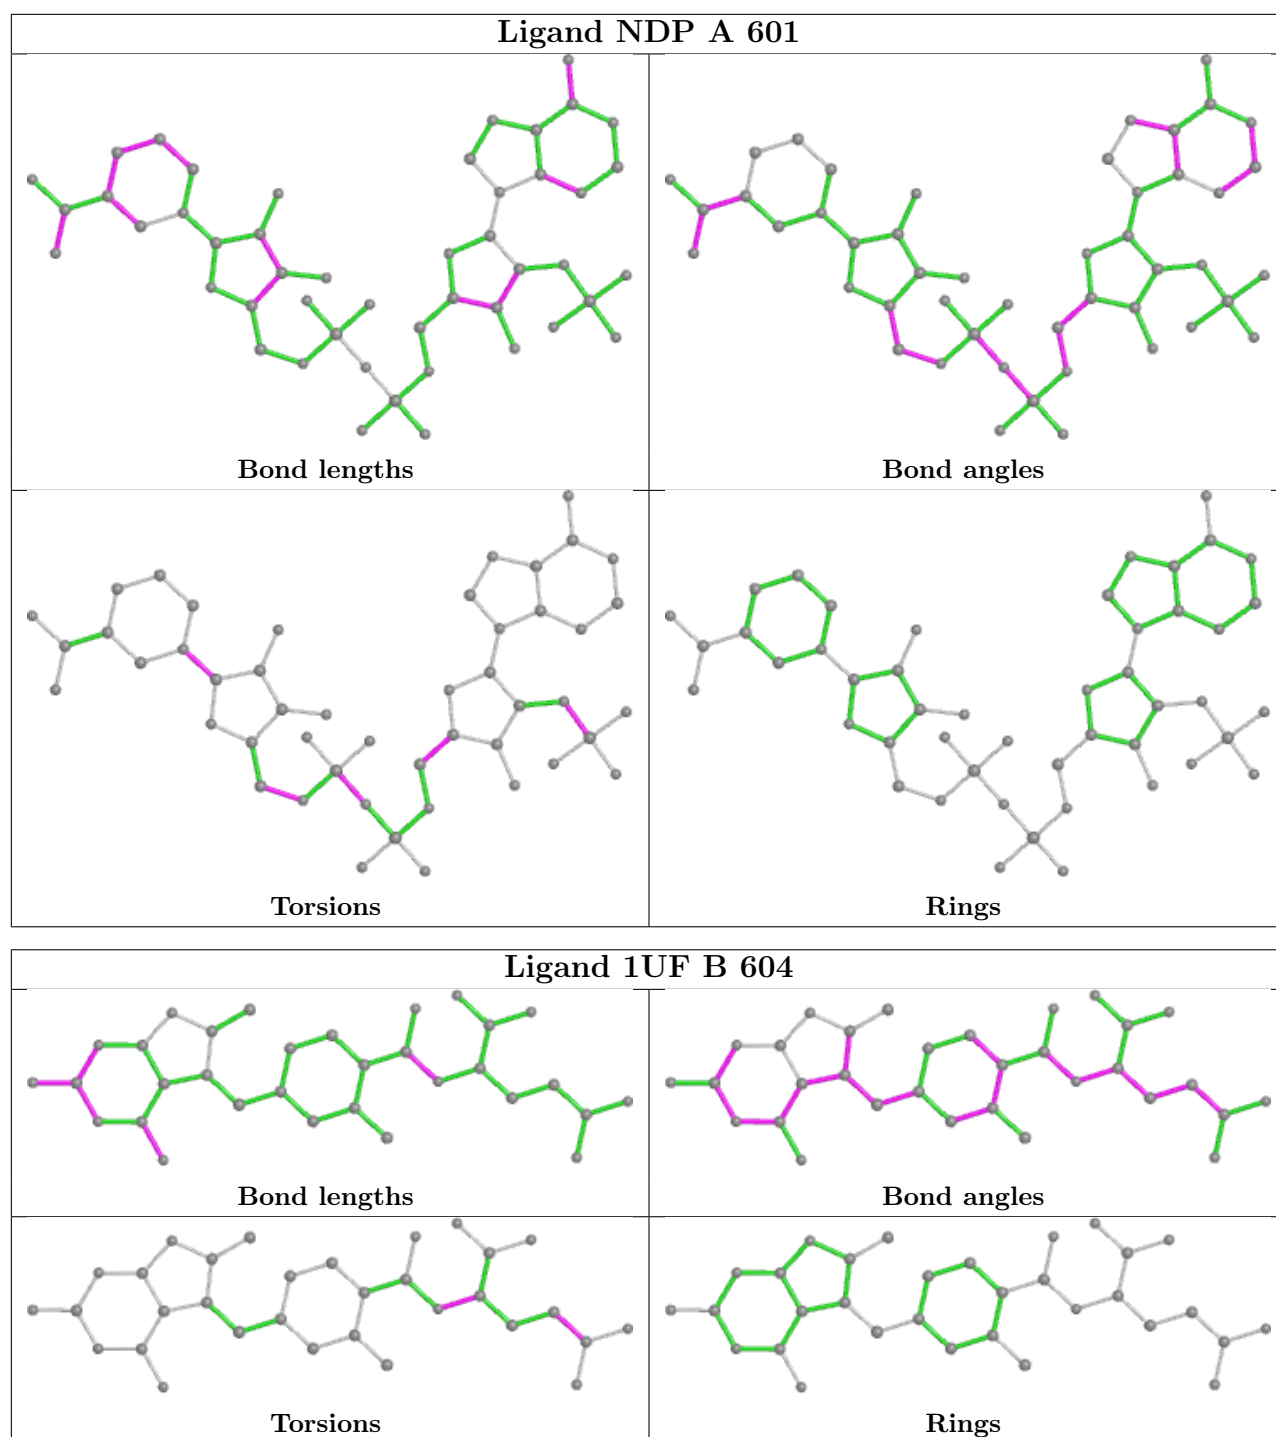 Ligand NDP A 601
Bond lengths
Bond angles
Torsions
Rings
Ligand 1UF B 604
Bond lengths
Bond angles
Torsions
Rings